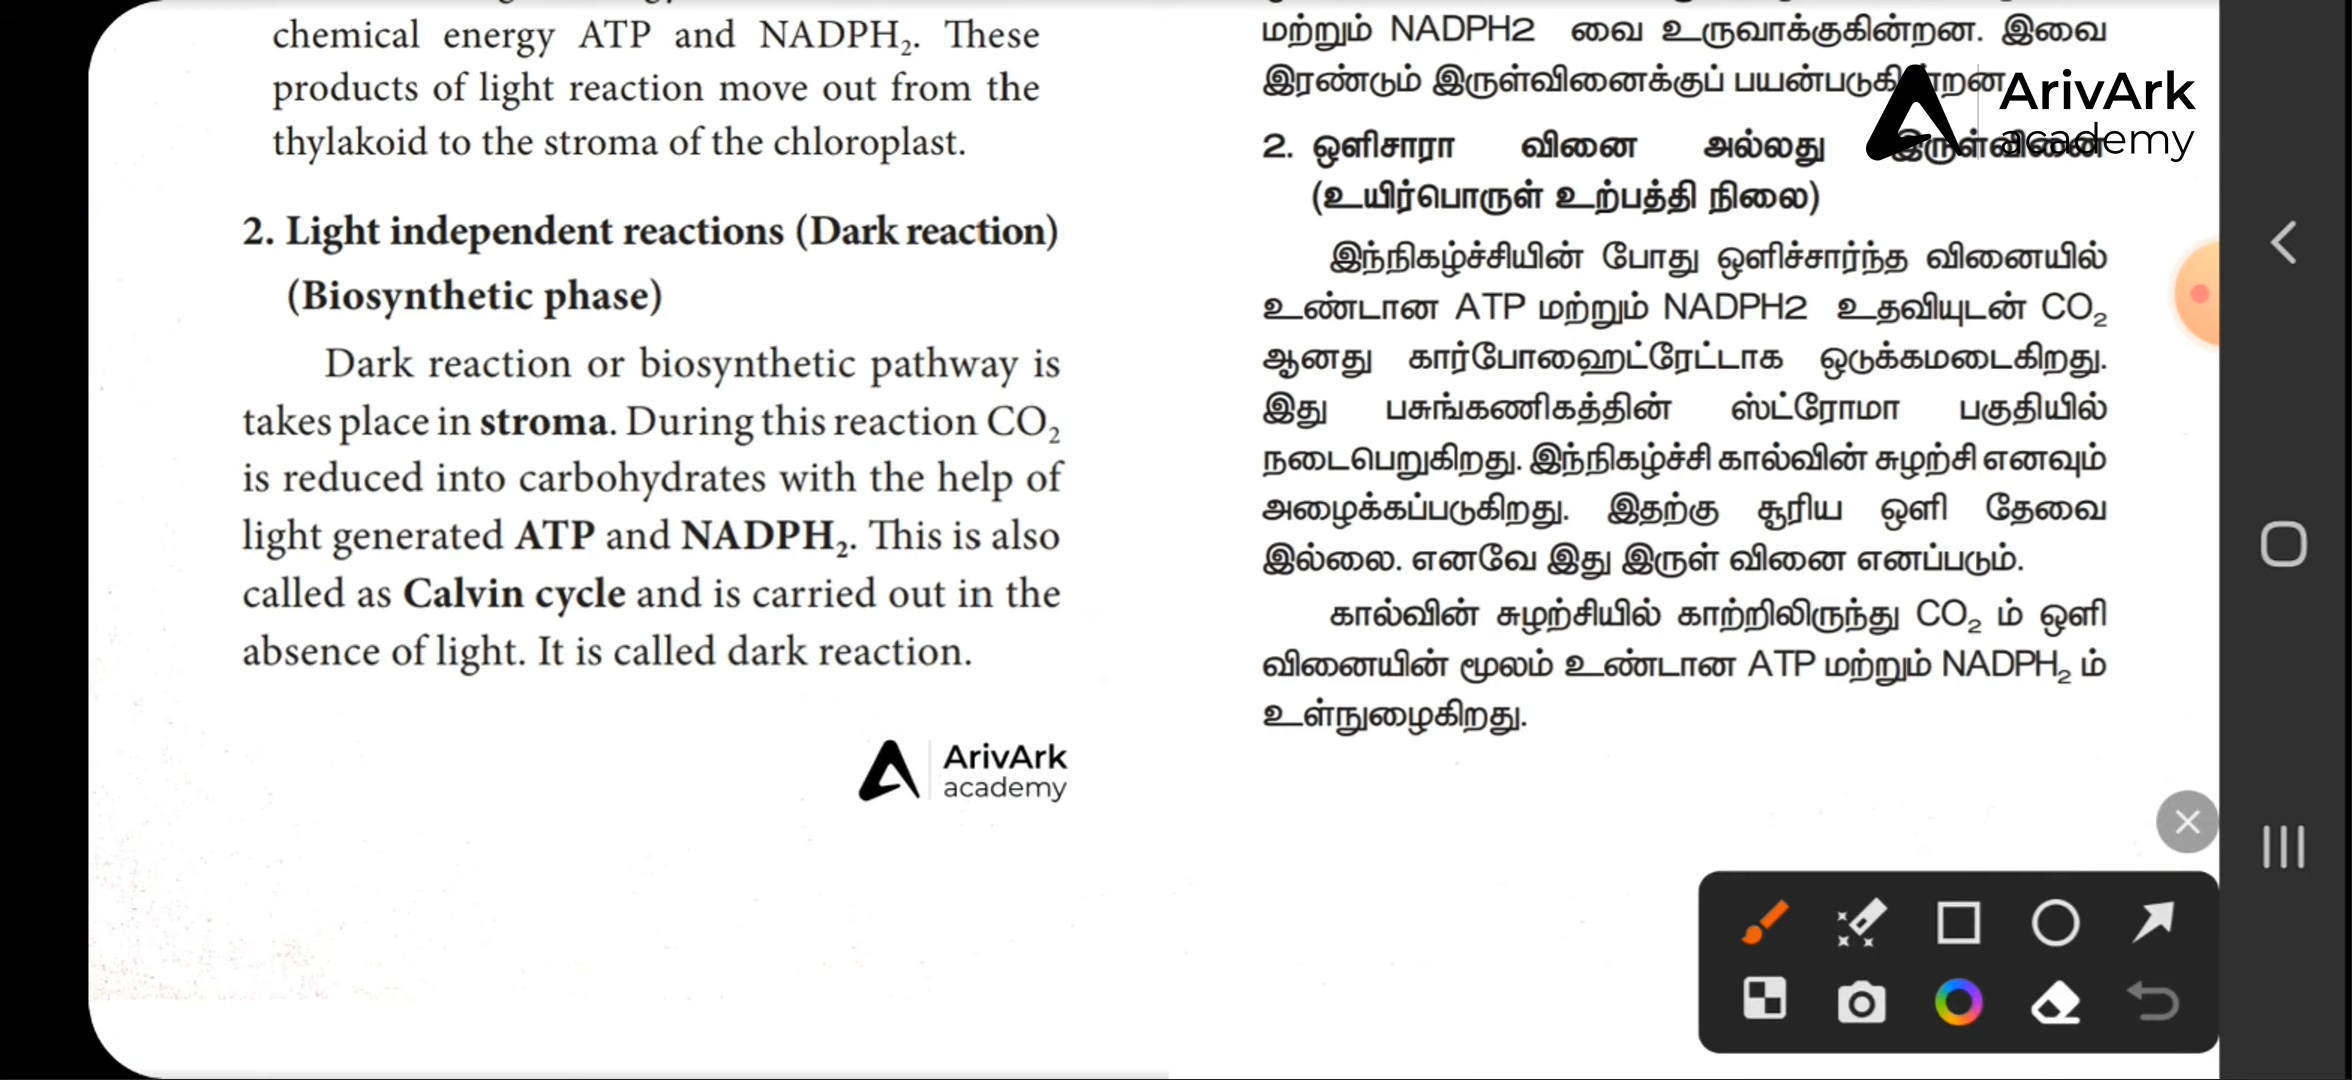 chemical energy ATP and NADPH₂. These
products of light reaction move out from the
thylakoid to the stroma of the chloroplast.
2. Light independent reactions (Dark reaction)
(Biosynthetic phase)
Dark reaction or biosynthetic pathway is
takes place in stroma. During this reaction CO₂
is reduced into carbohydrates with the help of
light generated ATP and NADPH₂. This is also
called as Calvin cycle and is carried out in the
absence of light. It is called dark reaction.
ArivArk
academy
மற்றும் NADPH2 வை உருவாக்குகின்றன. இவை
இரண்டும் இருள்வினைக்குப் பயன்படுகின்றன
ArivArk
academy
2. ஒளிசாரா வினை அல்லது இருள்வினை
(உயிர்பொருள் உற்பத்தி நிலை)
இந்நிகழ்ச்சியின் போது ஒளிச்சார்ந்த வினையில்
உண்டான ATP மற்றும் NADPH2 உதவியுடன் CO₂
ஆனது கார்போஹைட்ரேட்டாக ஒடுக்கமடைகிறது.
இது பசுங்கணிகத்தின் ஸ்ட்ரோமா பகுதியில்
நடைபெறுகிறது. இந்நிகழ்ச்சி கால்வின் சுழற்சி எனவும்
அழைக்கப்படுகிறது. இதற்கு சூரிய ஒளி தேவை
இல்லை. எனவே இது இருள் வினை எனப்படும்.
கால்வின் சுழற்சியில் காற்றிலிருந்து CO₂ ம் ஒளி
வினையின் மூலம் உண்டான ATP மற்றும் NADPH₂ ம்
உள்நுழைகிறது.